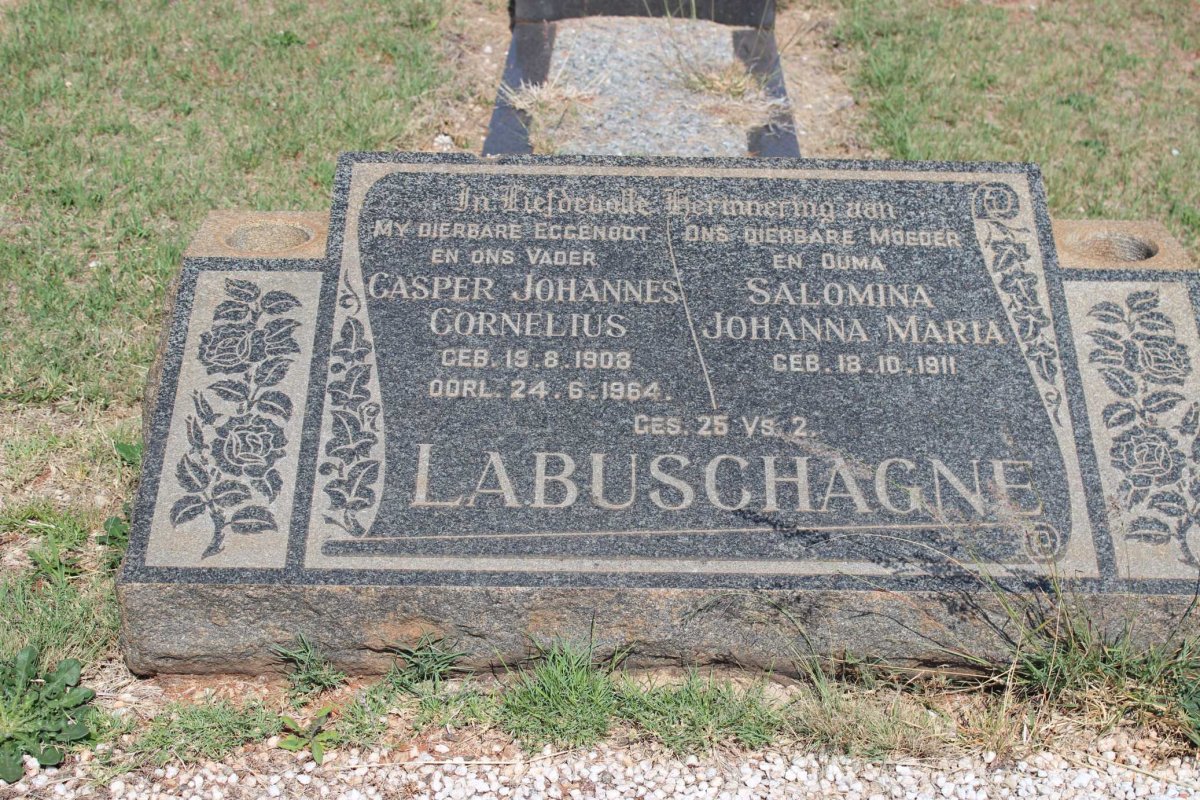 In Liefdevolle Herinnering aan
MY DIERBARE EGGENOOT
EN ONS VADER
CASPER JOHANNES
CORNELIUS
GEB. 19.8.1908
OORL. 24.6.1964.
ONS DIERBARE MOEDER
EN OUMA
SALOMINA
JOHANNA MARIA
GEB. 18.10.1911
GES. 25 VS. 2.
LABUSCHAGNE